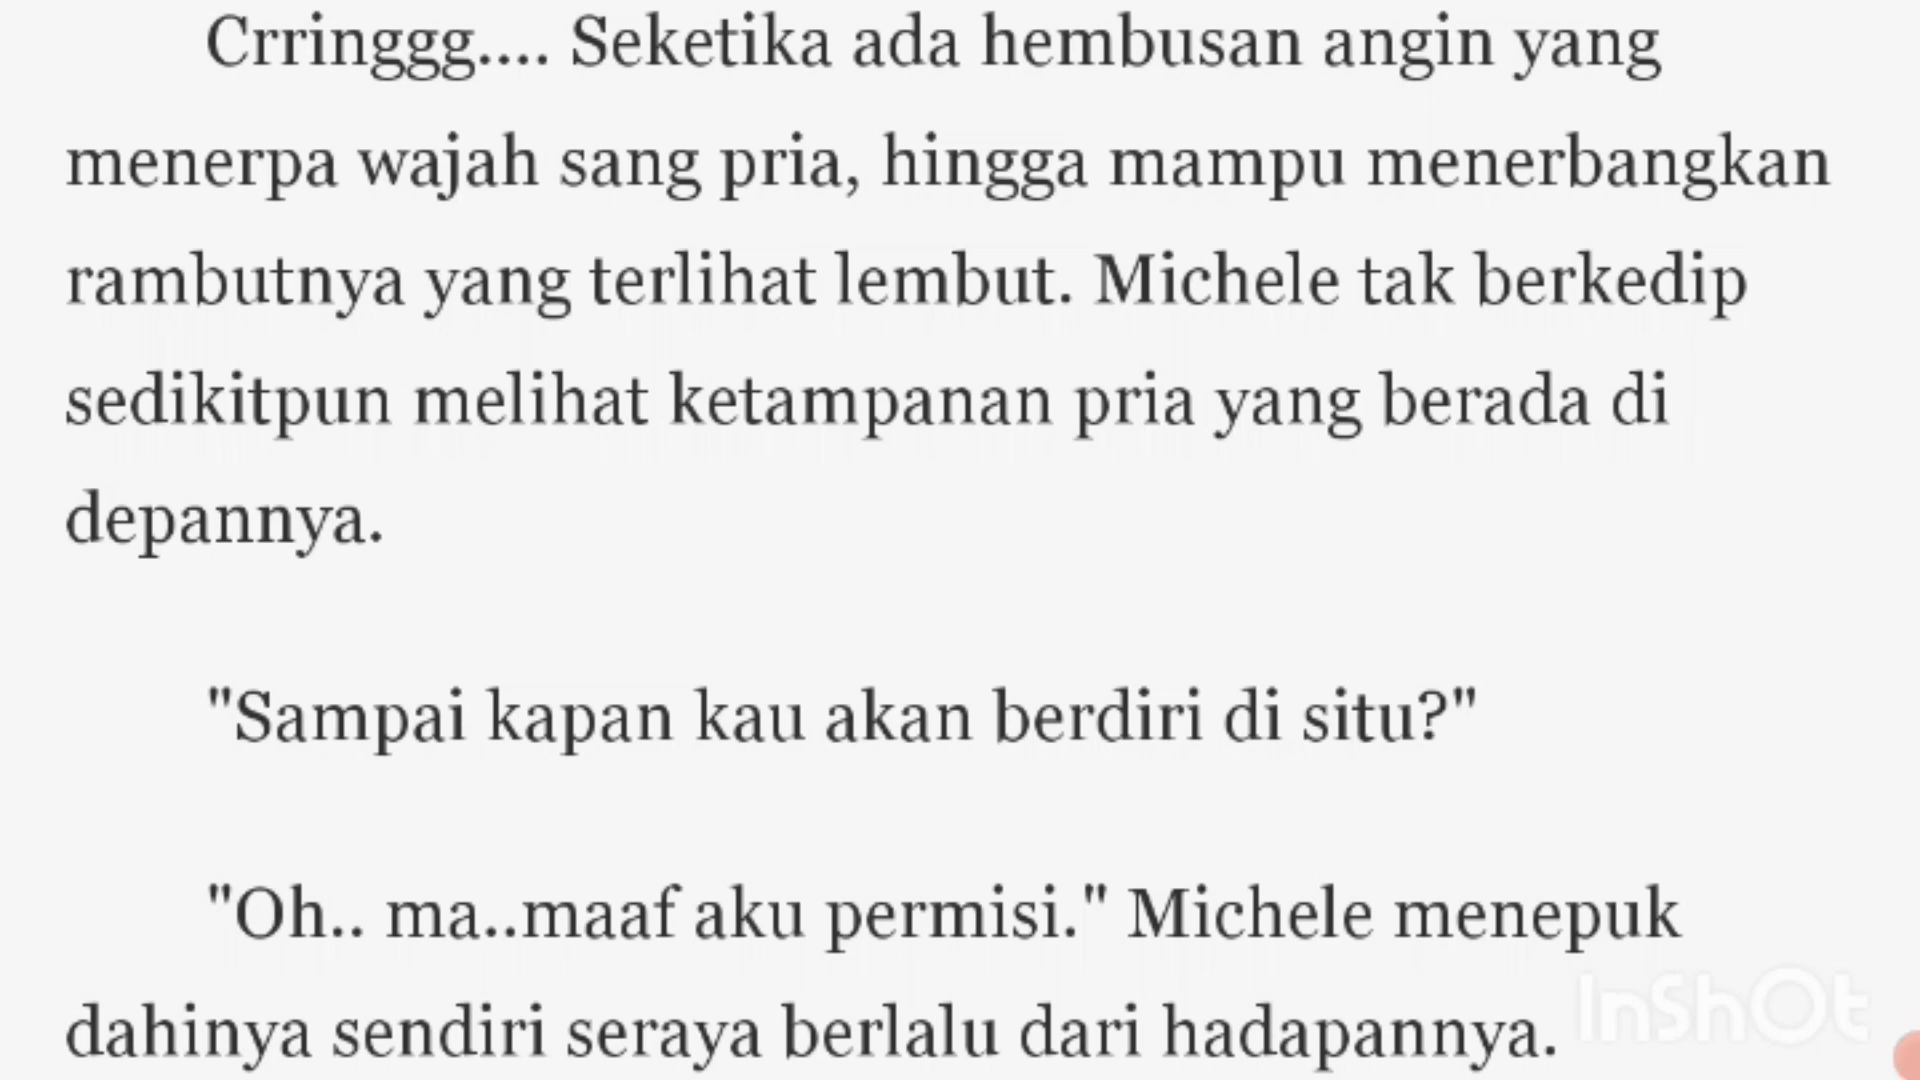 Crringgg.... Seketika ada hembusan angin yang
menerpa wajah sang pria, hingga mampu menerbangkan
rambutnya yang terlihat lembut. Michele tak berkedip
sedikitpun melihat ketampanan pria yang berada di
depannya.
"Sampai kapan kau akan berdiri di situ?"
"Oh.. ma..maaf aku permisi." Michele menepuk
dahinya sendiri seraya berlalu dari hadapannya.
InShOt